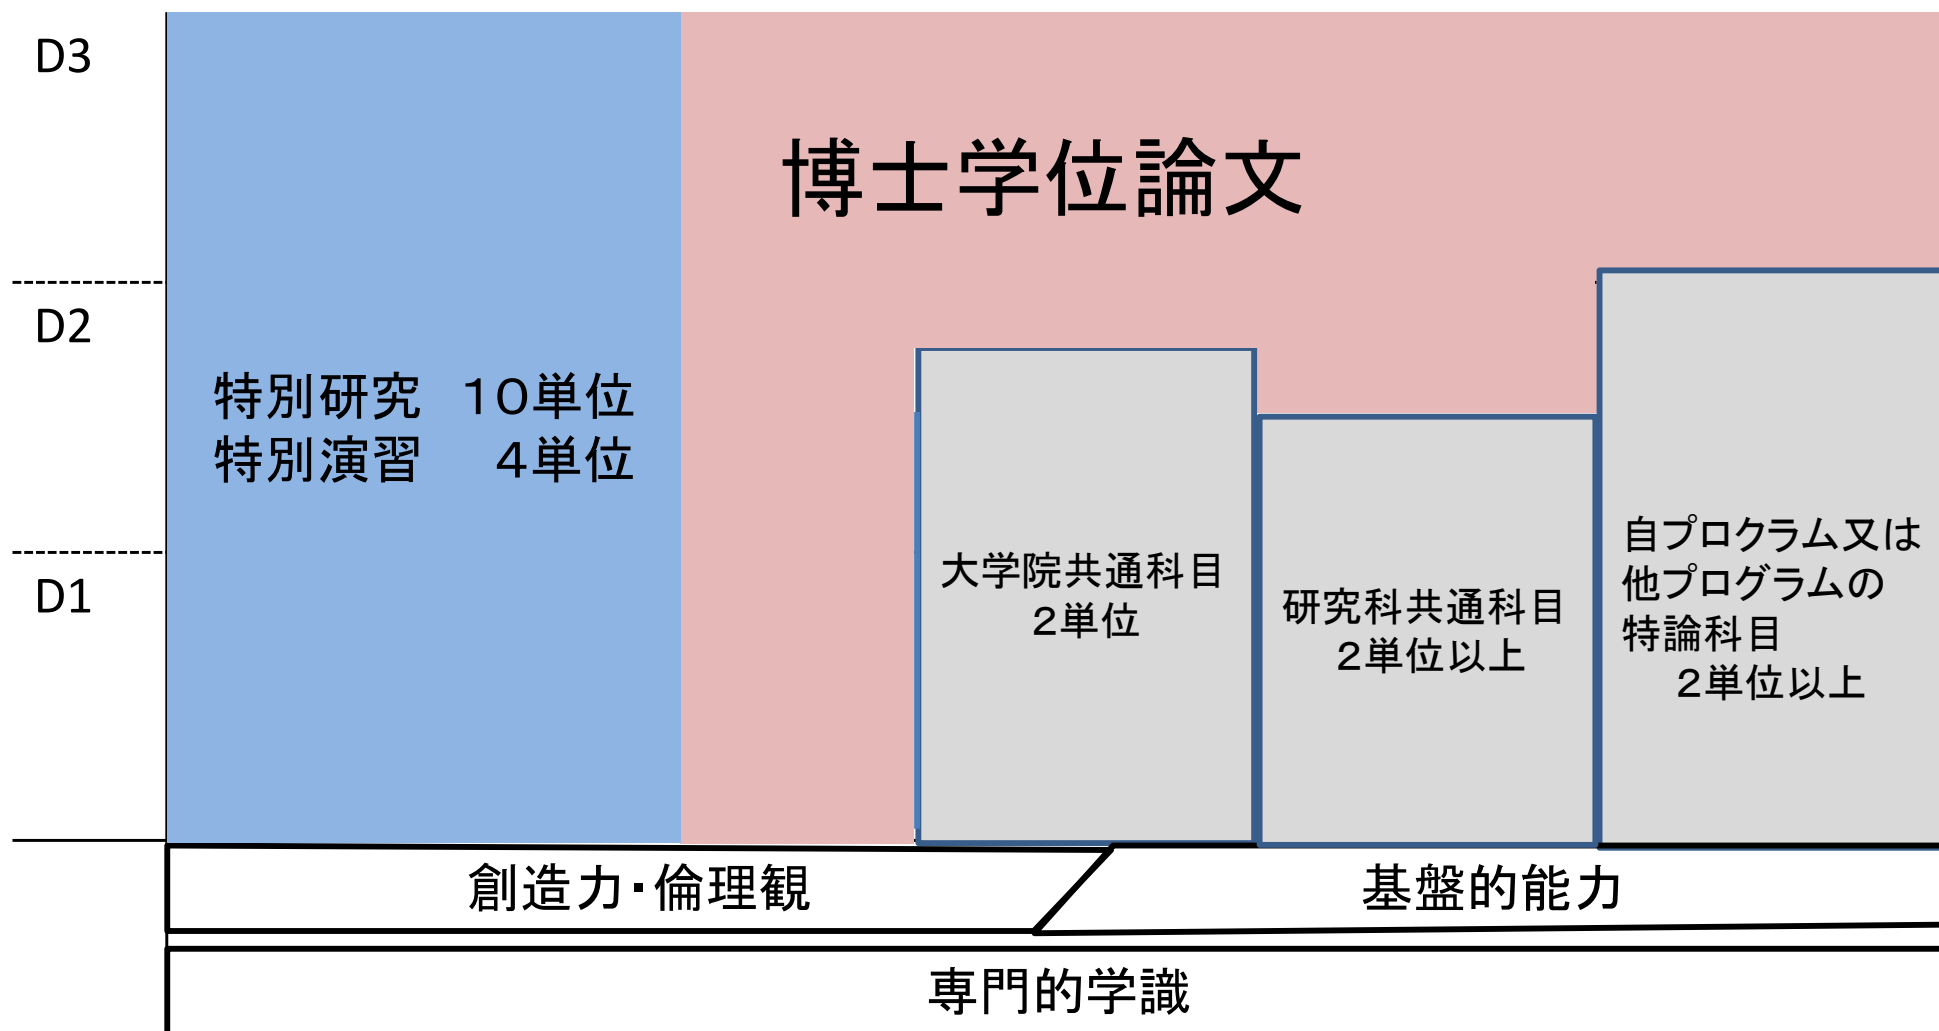 D3
博士学位論文
D2
特別研究　１０単位
特別演習　　４単位
D1
大学院共通科目
２単位
研究科共通科目
２単位以上
自プロクラム又は
他プログラムの
特論科目
２単位以上
創造力・倫理観
基盤的能力
専門的学識